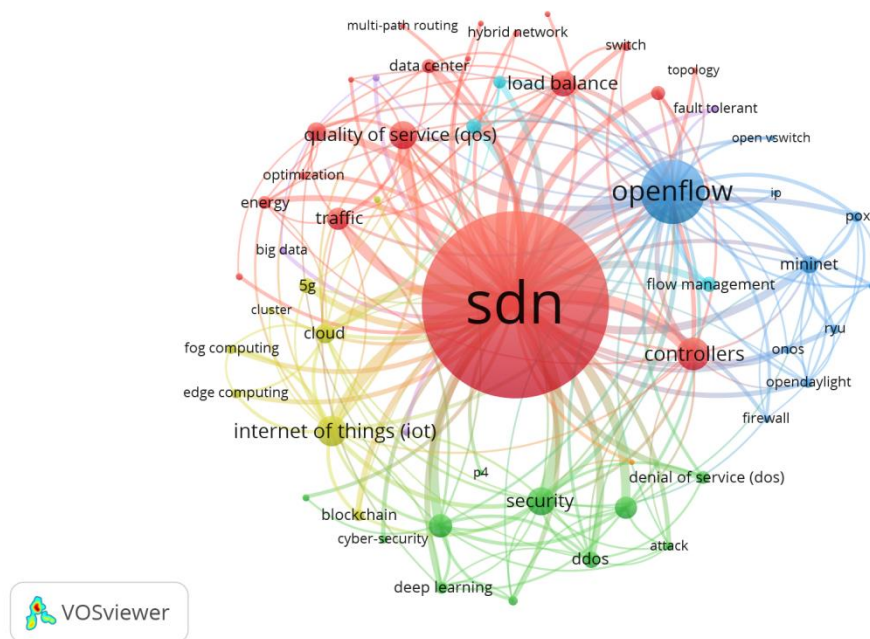 multi-path routing
hybrid network
switch
data center
load balance
topology
fault tolerant
quality of service (qos)
open vswitch
optimization
openflow
ip
energy
traffic
pox
big data
mininet
5g
sdn
flow management
cluster
cloud
ryu
fog computing
controllers
onos
edge computing
opendaylight
internet of things (iot)
firewall
p4
denial of service (dos)
security
blockchain
cyber-security
attack
ddos
deep learning
VOSviewer